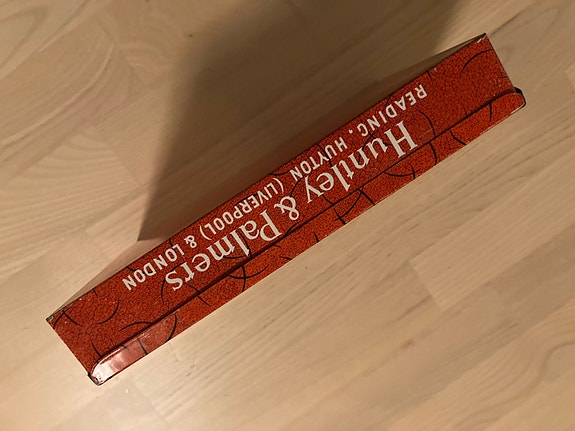 Huntley & Palmers
READING, HUYTON (LIVERPOOL) & LONDON